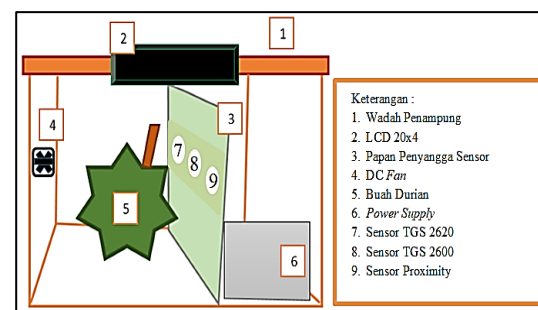 1
2
3
4
7
8
9
5
6
Keterangan :
1. Wadah Penampung
2. LCD 20x4
3. Papan Penyangga Sensor
4. DC Fan
5. Buah Durian
6. Power Supply
7. Sensor TGS 2620
8. Sensor TGS 2600
9. Sensor Proximity